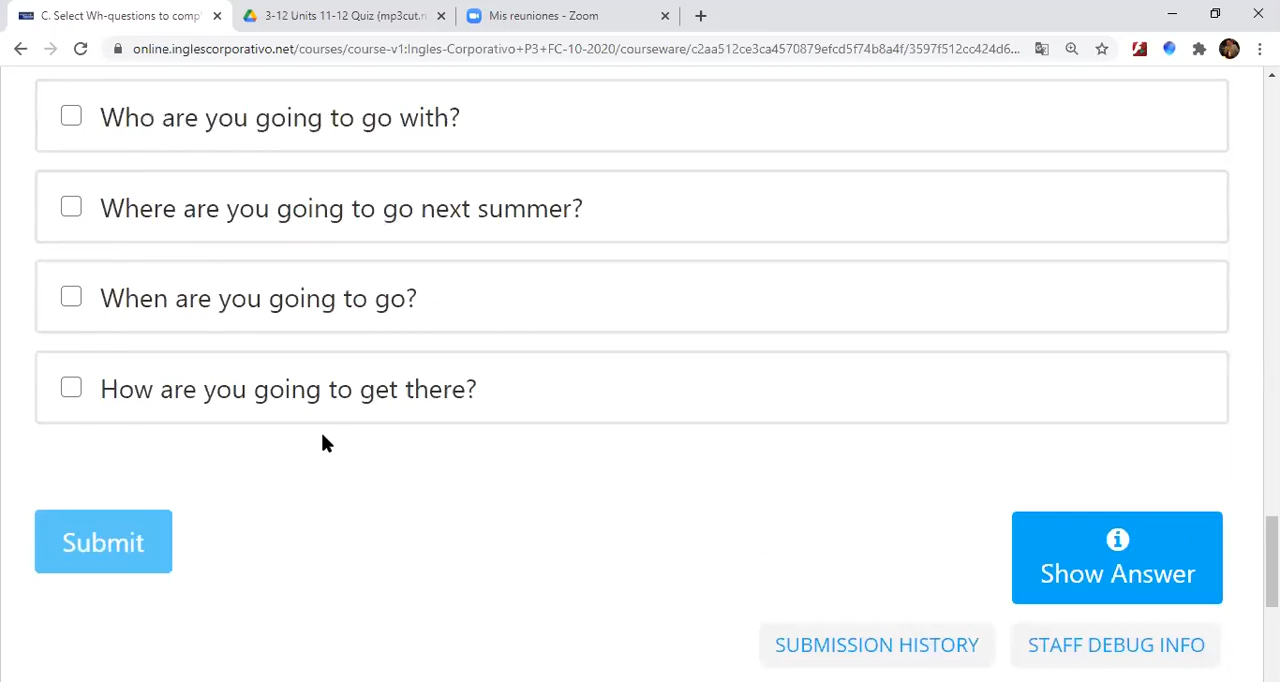 C. Select Wh-questions to comp
3-12 Units 11-12 Quiz (mp3cut.n
Mis reuniones - Zoom
online.inglescorporativo.net/courses/course-v1:Ingles-Corporativo+P3+FC-10-2020/courseware/c2aa512ce3ca4570879efcd5f74b8a4f/3597f512cc424d6...
Who are you going to go with?
Where are you going to go next summer?
When are you going to go?
How are you going to get there?
Submit
Show Answer
SUBMISSION HISTORY
STAFF DEBUG INFO